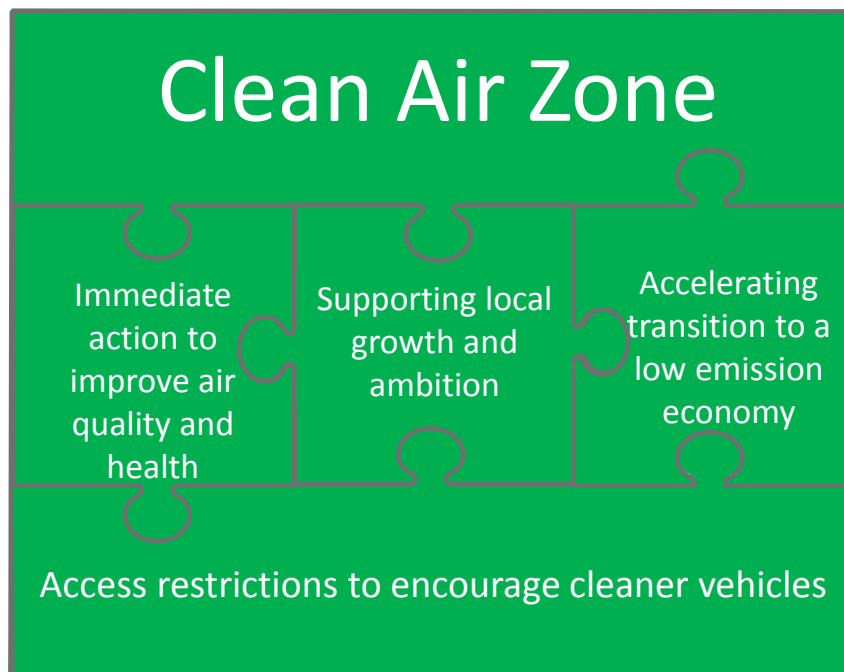 Clean Air Zone
Immediate
action to
improve air
quality and
health
Supporting local
growth and
ambition
Accelerating
transition to a
low emission
economy
Access restrictions to encourage cleaner vehicles